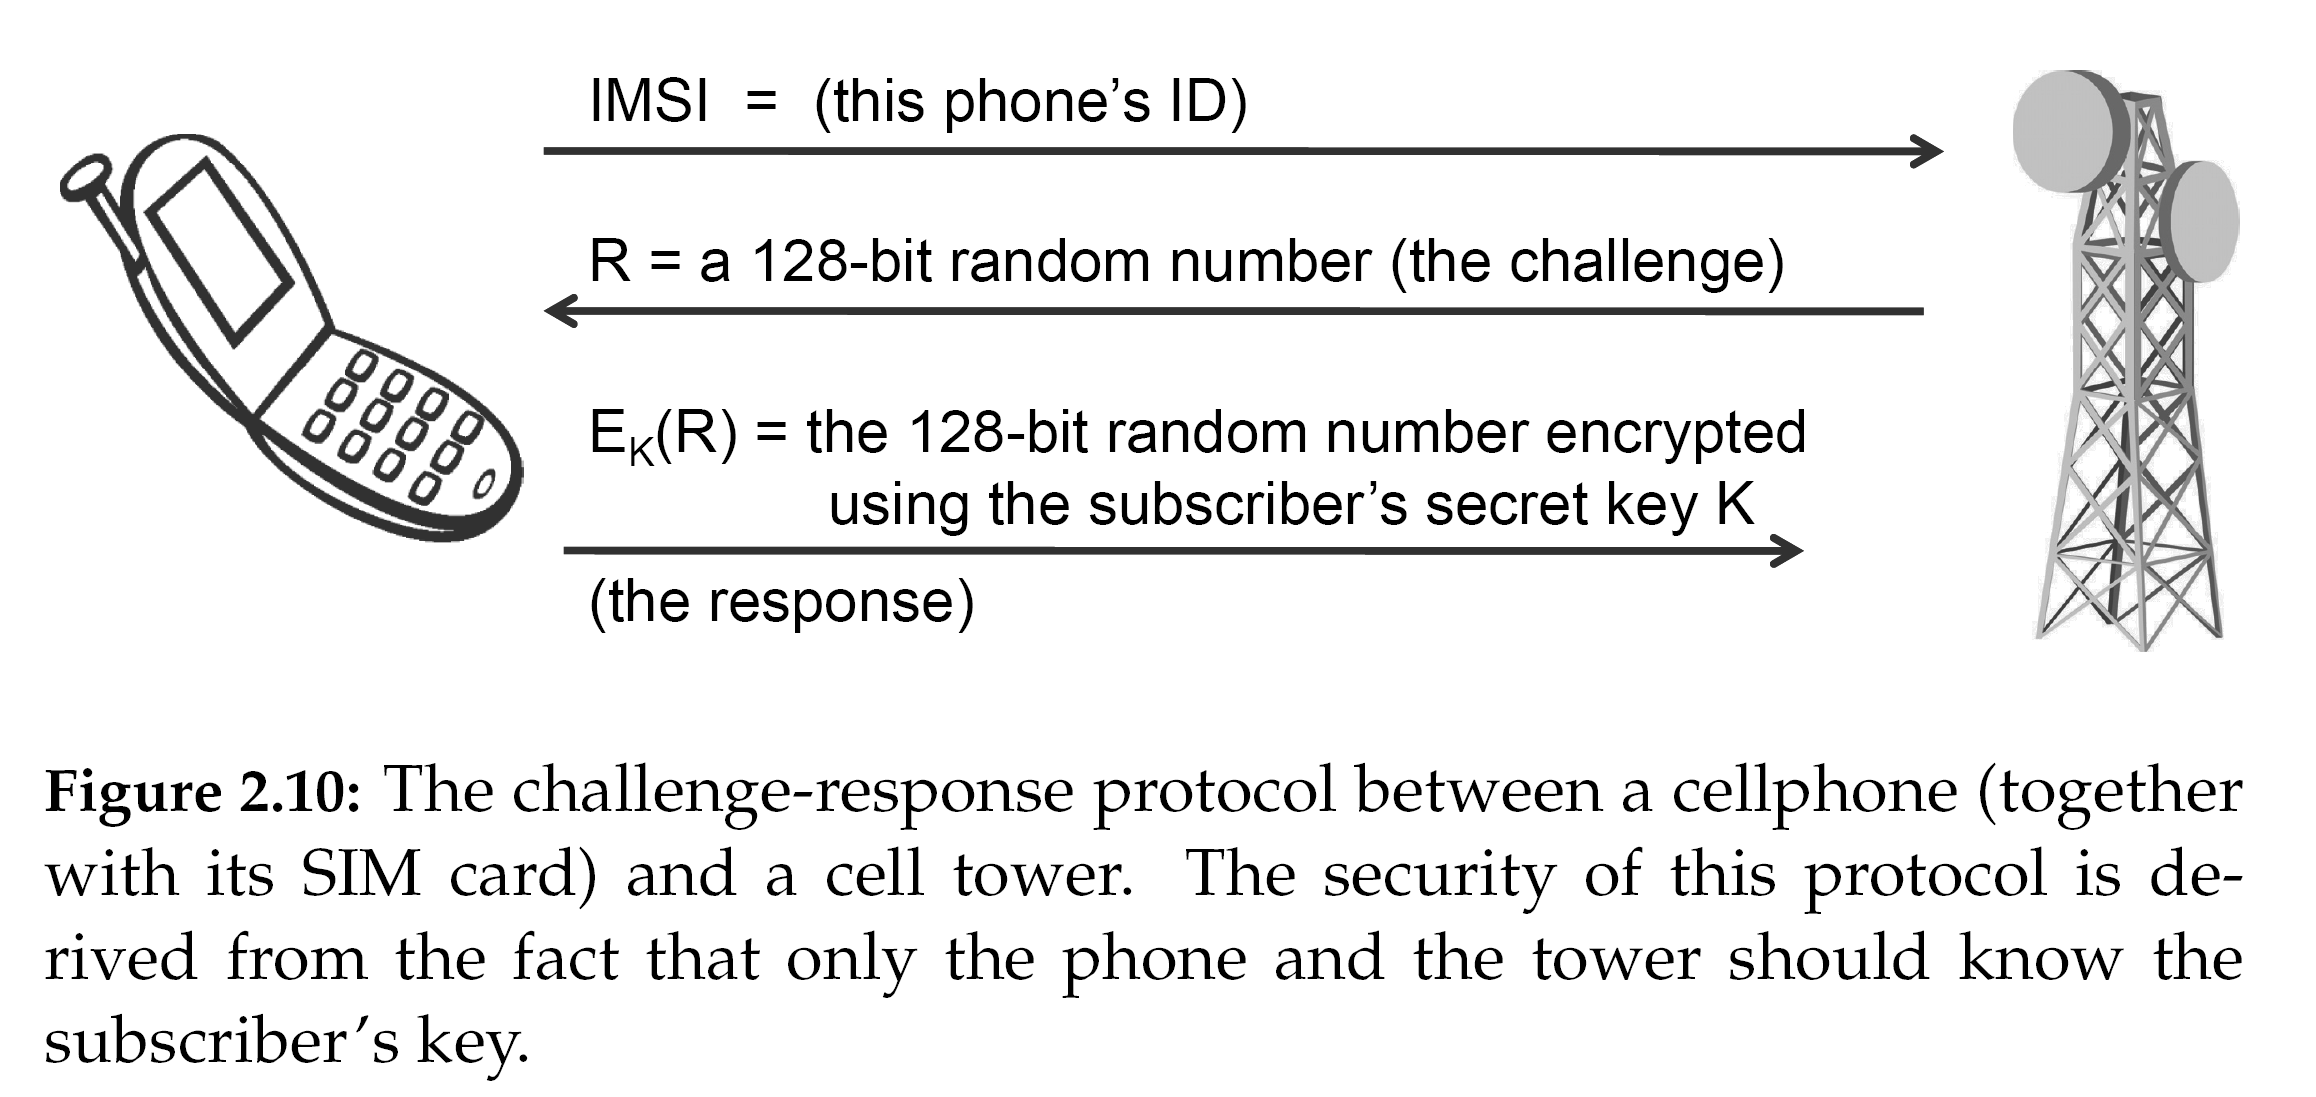 IMSI = (this phone’s ID)
R = a 128-bit random number (the challenge)
E_K(R) = the 128-bit random number encrypted
using the subscriber’s secret key K
(the response)
Figure 2.10: The challenge-response protocol between a cellphone (together
with its SIM card) and a cell tower. The security of this protocol is de-
rived from the fact that only the phone and the tower should know the
subscriber’s key.